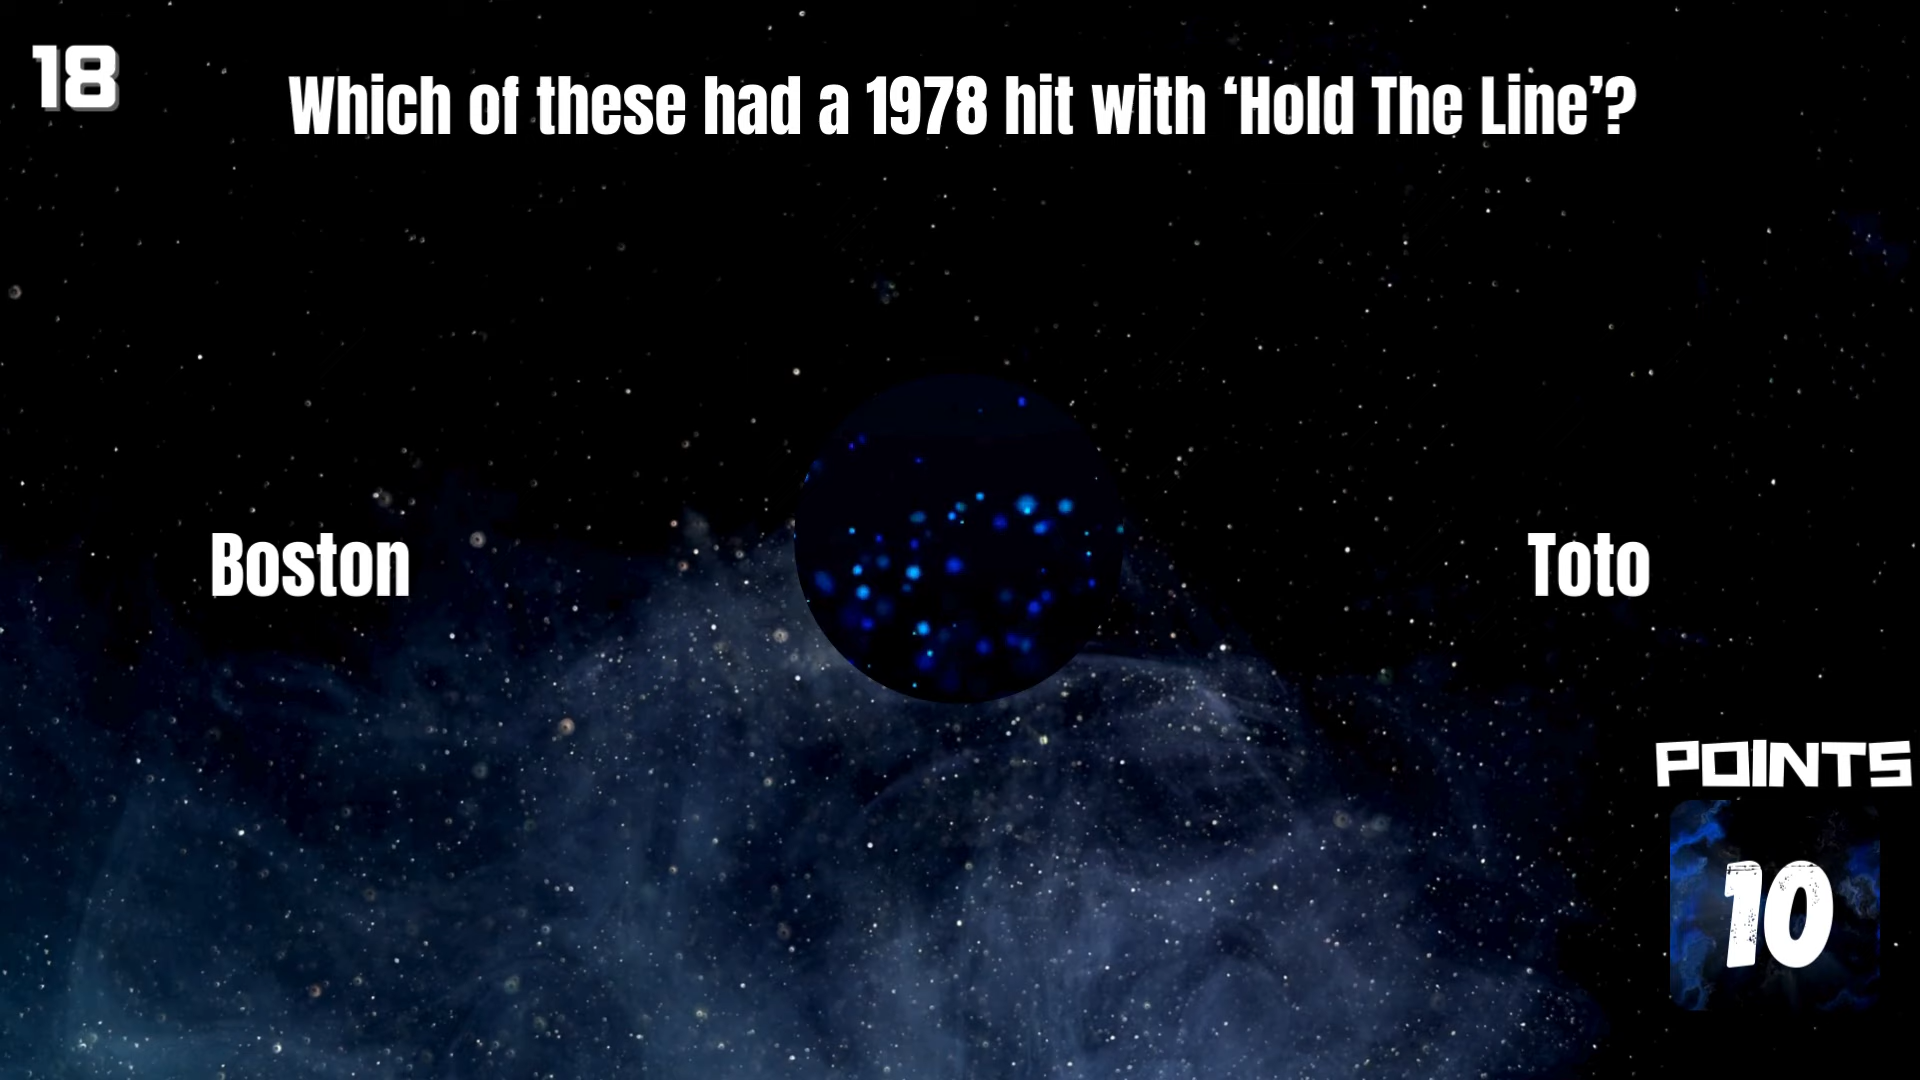 18
Which of these had a 1978 hit with ‘Hold The Line’?
Boston
Toto
POINTS
10